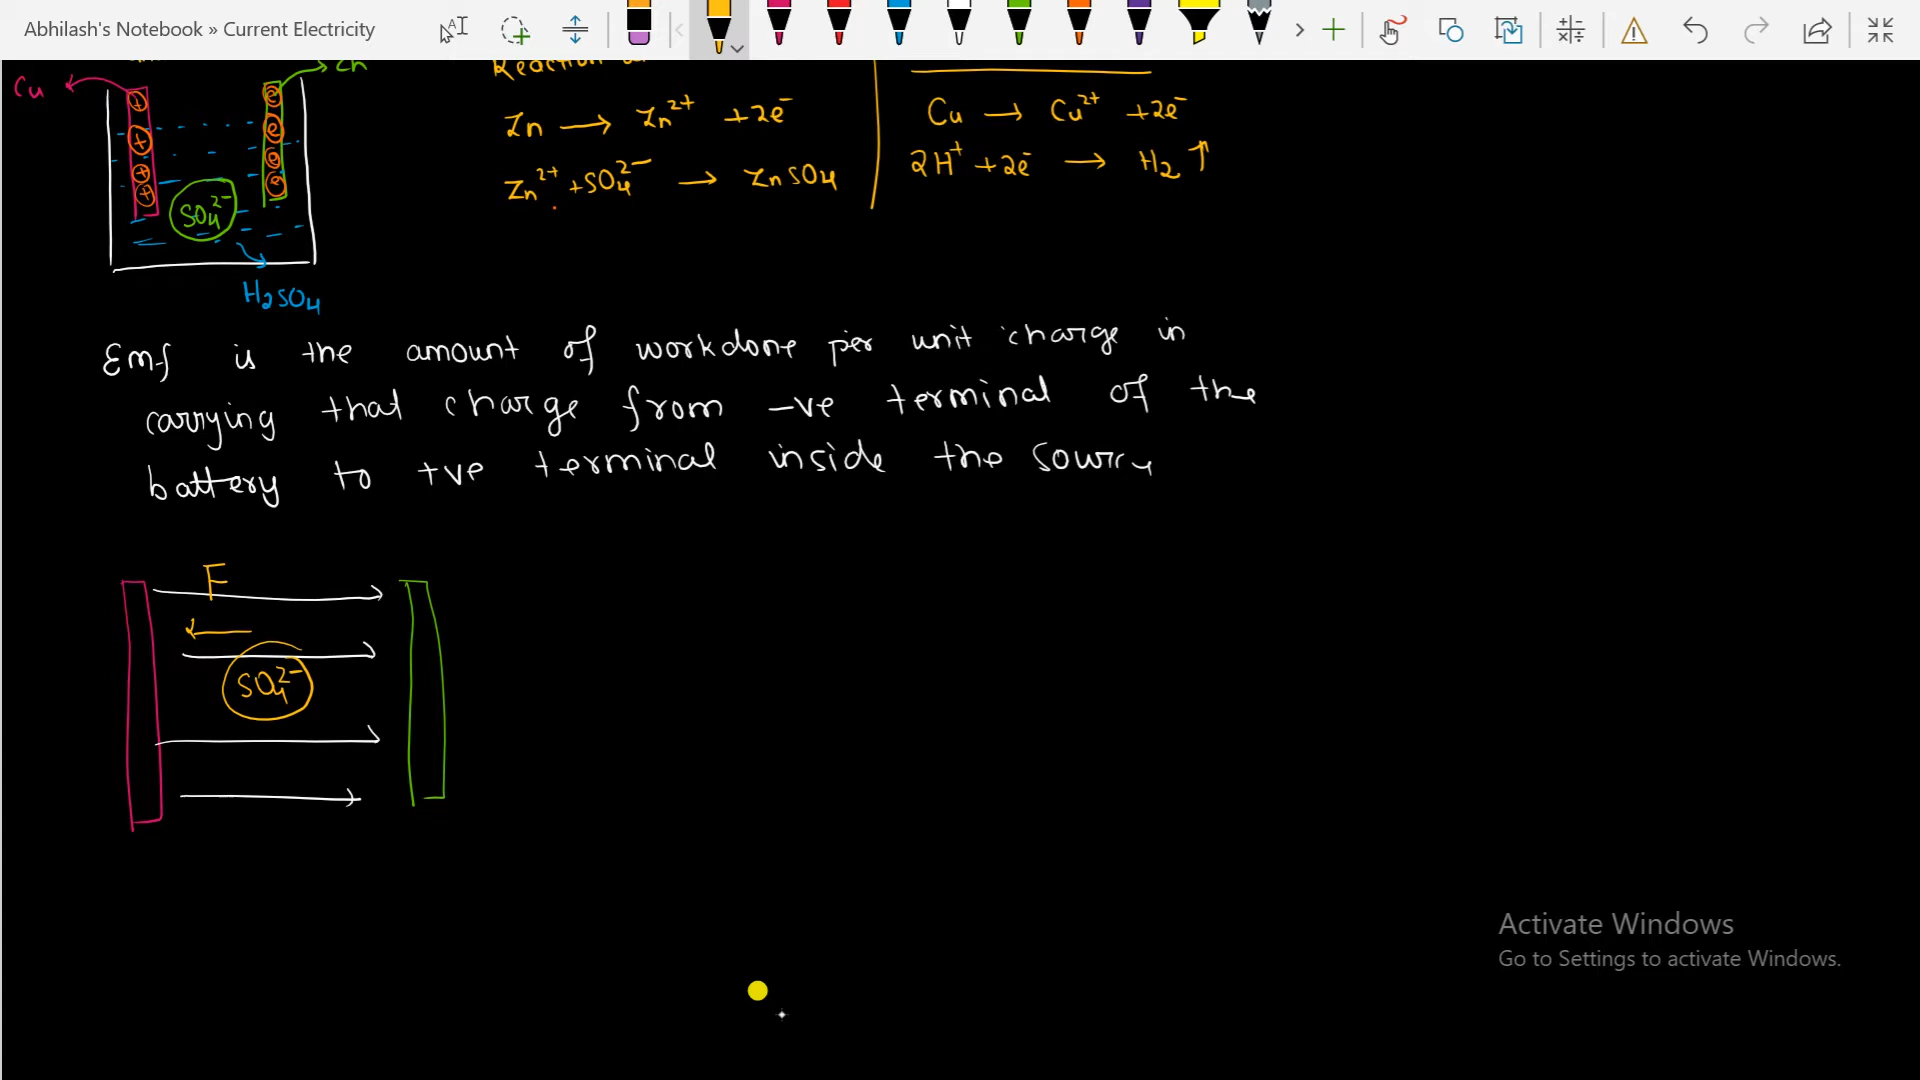 Abhilash's Notebook » Current Electricity
Cu
Zn
Reaction
Zn → Zn²⁺ + 2e⁻
Zn²⁺ + SO₄²⁻ → ZnSO₄
Cu → Cu²⁺ + 2e⁻
2H⁺ + 2e⁻ → H₂ ↑
+ + + +
e e e e
SO₄²⁻
H₂SO₄
Emf is the amount of workdone per unit charge in
carrying that charge from -ve terminal of the
battery to +ve terminal inside the source
F
SO₄²⁻
Activate Windows
Go to Settings to activate Windows.